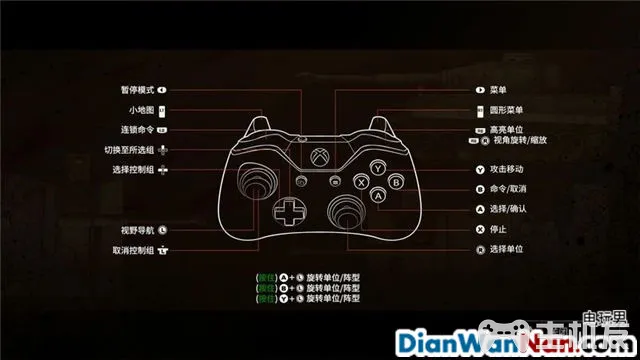 暂停模式
小地图
连锁命令
切换至所选组
选择控制组
视野导航 L
取消控制组
菜单
圆形菜单
高亮单位
R 视角旋转/缩放
Y 攻击移动
B 命令/取消
A 选择/确认
X 停止
R 选择单位
X Y B A
(按住) A + L 旋转单位/阵型
(按住) B + L 旋转单位/阵型
(按住) Y + L 旋转单位/阵型
电玩男
DianWanNan.com